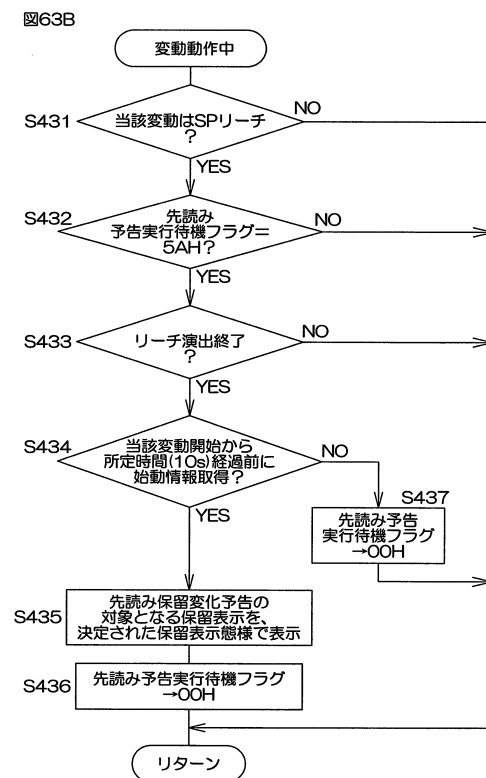 図63B
変動動作中
S431
当該変動はSPリーチ
?
NO
YES
S432
先読み
予告実行待機フラグ=
5AH?
NO
YES
S433
リーチ演出終了
?
NO
YES
S434
当該変動開始から
所定時間(10s)経過前に
始動情報取得?
NO
YES
S437
先読み予告
実行待機フラグ
→00H
S435
先読み保留変化予告の
対象となる保留表示を、
決定された保留表示態様で表示
S436
先読み予告実行待機フラグ
→00H
リターン